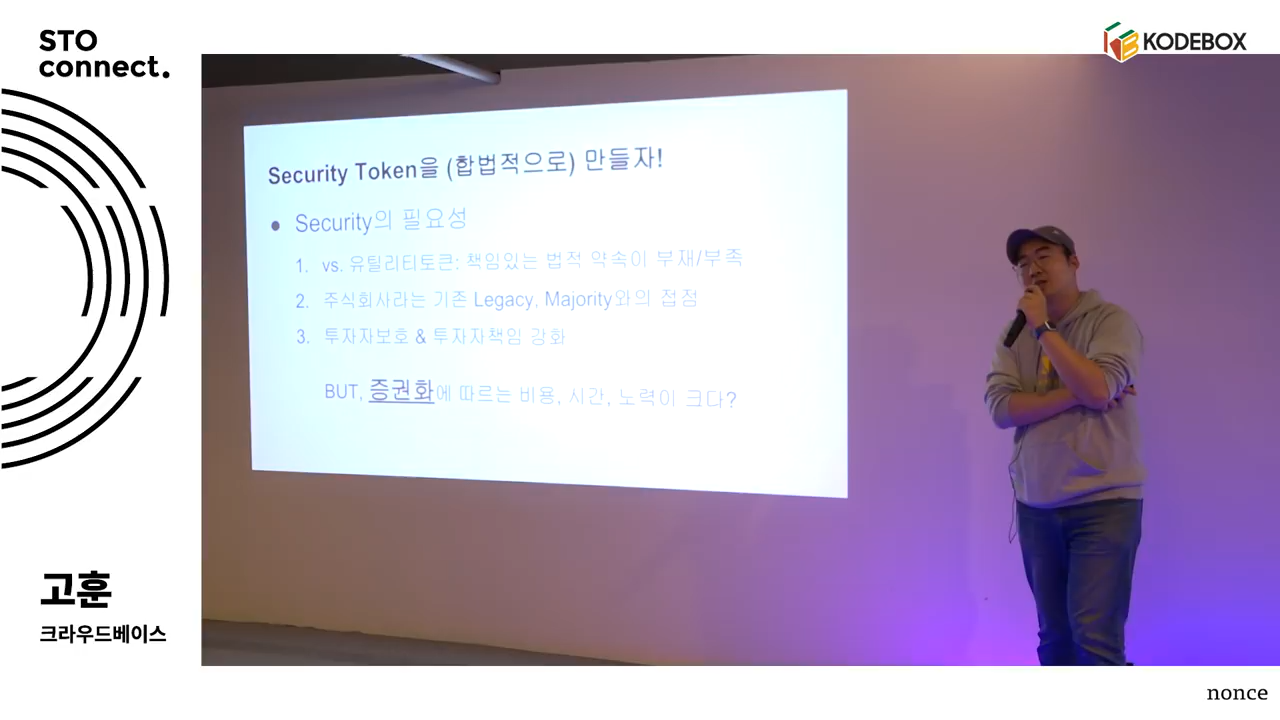 STO
connect.
KODEBOX
Security Token을 (합법적으로) 만들자!
● Security의 필요성
1. vs. 유틸리티토큰: 책임있는 법적 약속이 부재/부족
2. 주식회사라는 기존 Legacy, Majority와의 접점
3. 투자자보호 & 투자자책임 강화
BUT, 증권화에 따르는 비용, 시간, 노력이 크다?
고훈
크라우드베이스
nonce